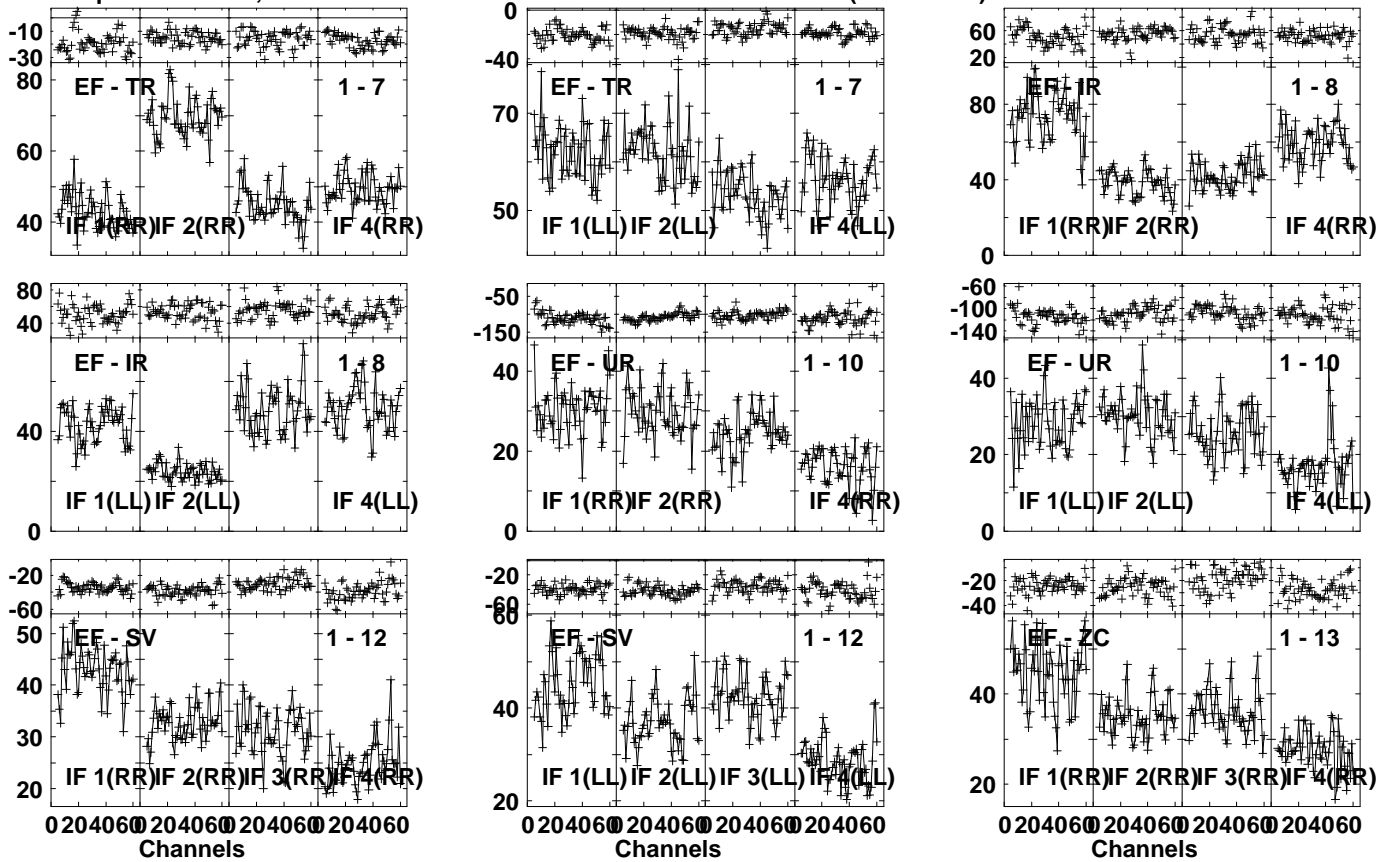 -10
-30
80
60
40
EF - TR 1 - 7
IF 1(RR) IF 2(RR) IF 4(RR)
0
-40
70
50
EF - TR 1 - 7
IF 1(LL) IF 2(LL) IF 4(LL)
60
20
80
40
0
EF - IR 1 - 8
IF 1(RR) IF 2(RR) IF 4(RR)
80
40
40
0
EF - IR 1 - 8
IF 1(LL) IF 2(LL) IF 4(LL)
-50
-150
40
20
0
EF - UR 1 - 10
IF 1(RR) IF 2(RR) IF 4(RR)
-60
-100
-140
40
20
0
EF - UR 1 - 10
IF 1(LL) IF 2(LL) IF 4(LL)
-20
-60
50
40
30
20
EF - SV 1 - 12
IF 1(RR) IF 2(RR) IF 3(RR) IF 4(RR)
0 20 40 60 0 20 40 60 0 20 40 60 0 20 40 60
Channels
-20
-60
60
40
20
EF - SV 1 - 12
IF 1(LL) IF 2(LL) IF 3(LL) IF 4(LL)
0 20 40 60 0 20 40 60 0 20 40 60 0 20 40 60
Channels
-20
-40
40
20
EF - ZC 1 - 13
IF 1(RR) IF 2(RR) IF 3(RR) IF 4(RR)
0 20 40 60 0 20 40 60 0 20 40 60 0 20 40 60
Channels